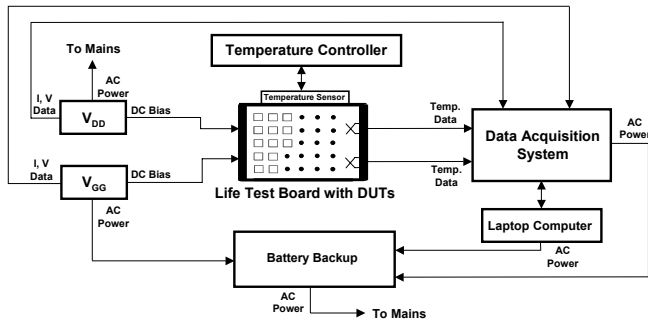 To Mains
Temperature Controller
AC
Power
I, V
Data
V_DD
DC Bias
Temperature Sensor
Temp.
Data
Data Acquisition
System
AC
Power
I, V
Data
V_GG
DC Bias
Temp.
Data
Life Test Board with DUTs
AC
Power
Laptop Computer
AC
Power
Battery Backup
AC
Power
To Mains